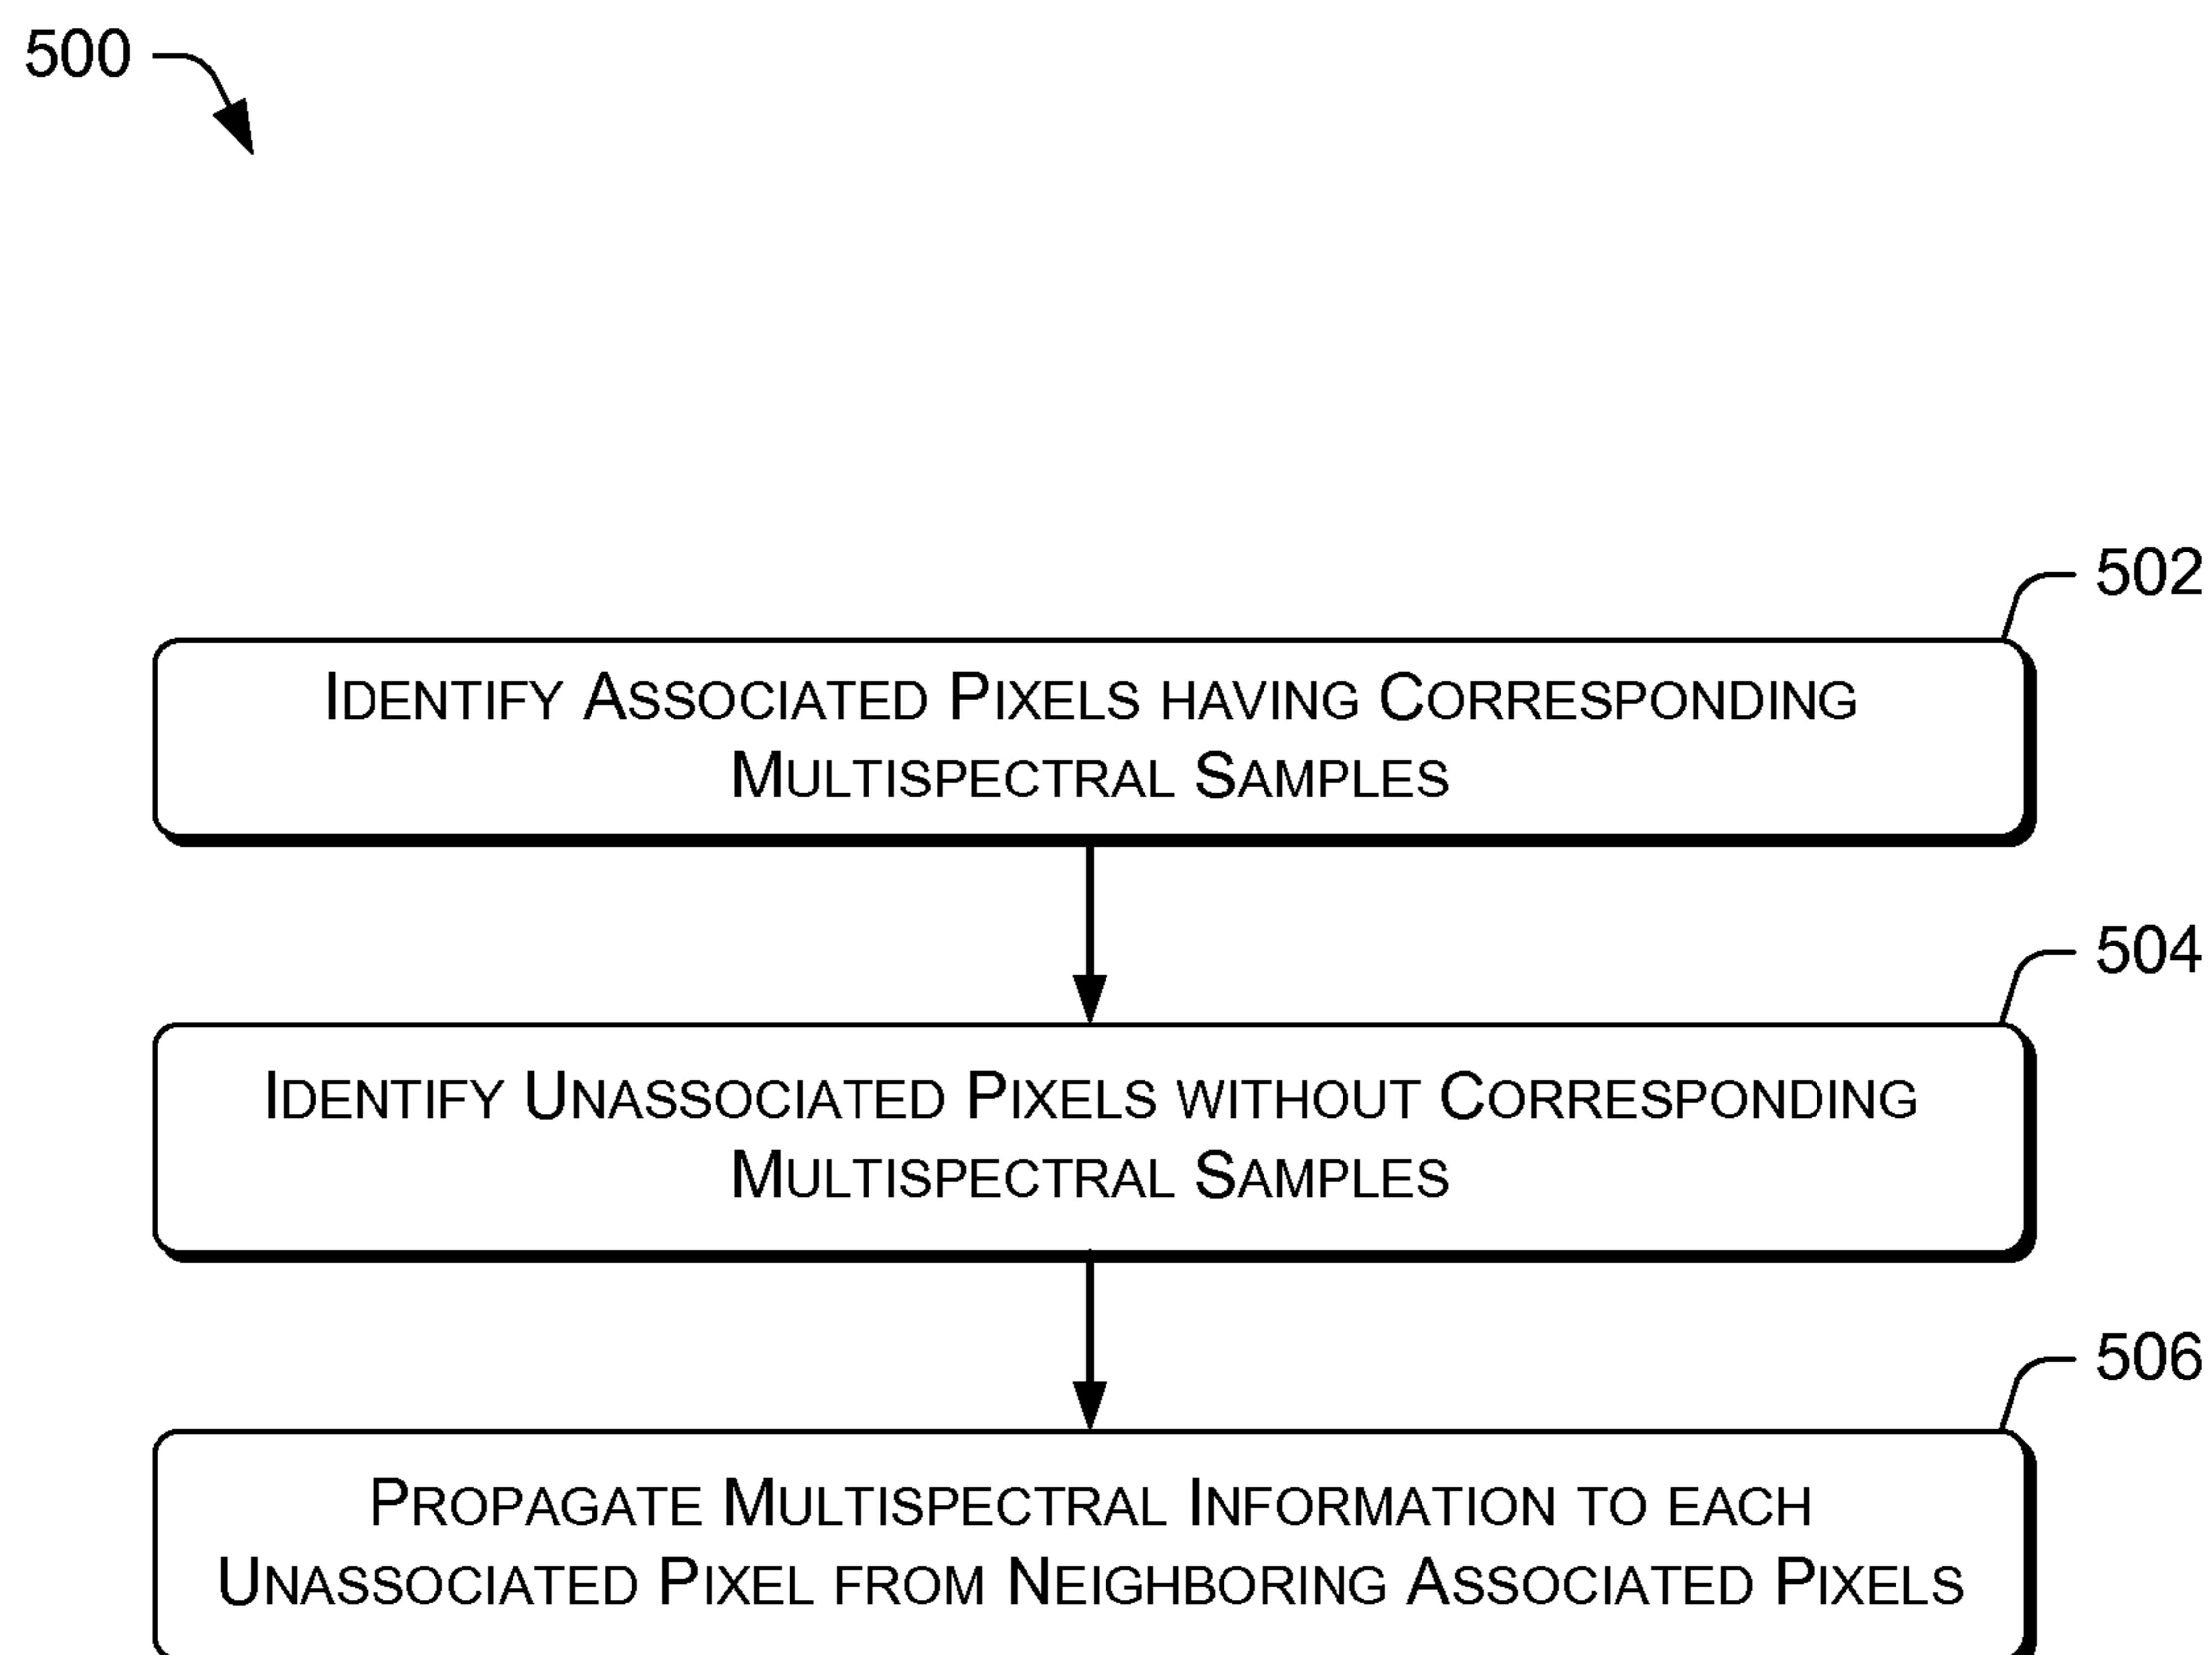 500
502
IDENTIFY ASSOCIATED PIXELS HAVING CORRESPONDING
MULTISPECTRAL SAMPLES
504
IDENTIFY UNASSOCIATED PIXELS WITHOUT CORRESPONDING
MULTISPECTRAL SAMPLES
506
PROPAGATE MULTISPECTRAL INFORMATION TO EACH
UNASSOCIATED PIXEL FROM NEIGHBORING ASSOCIATED PIXELS